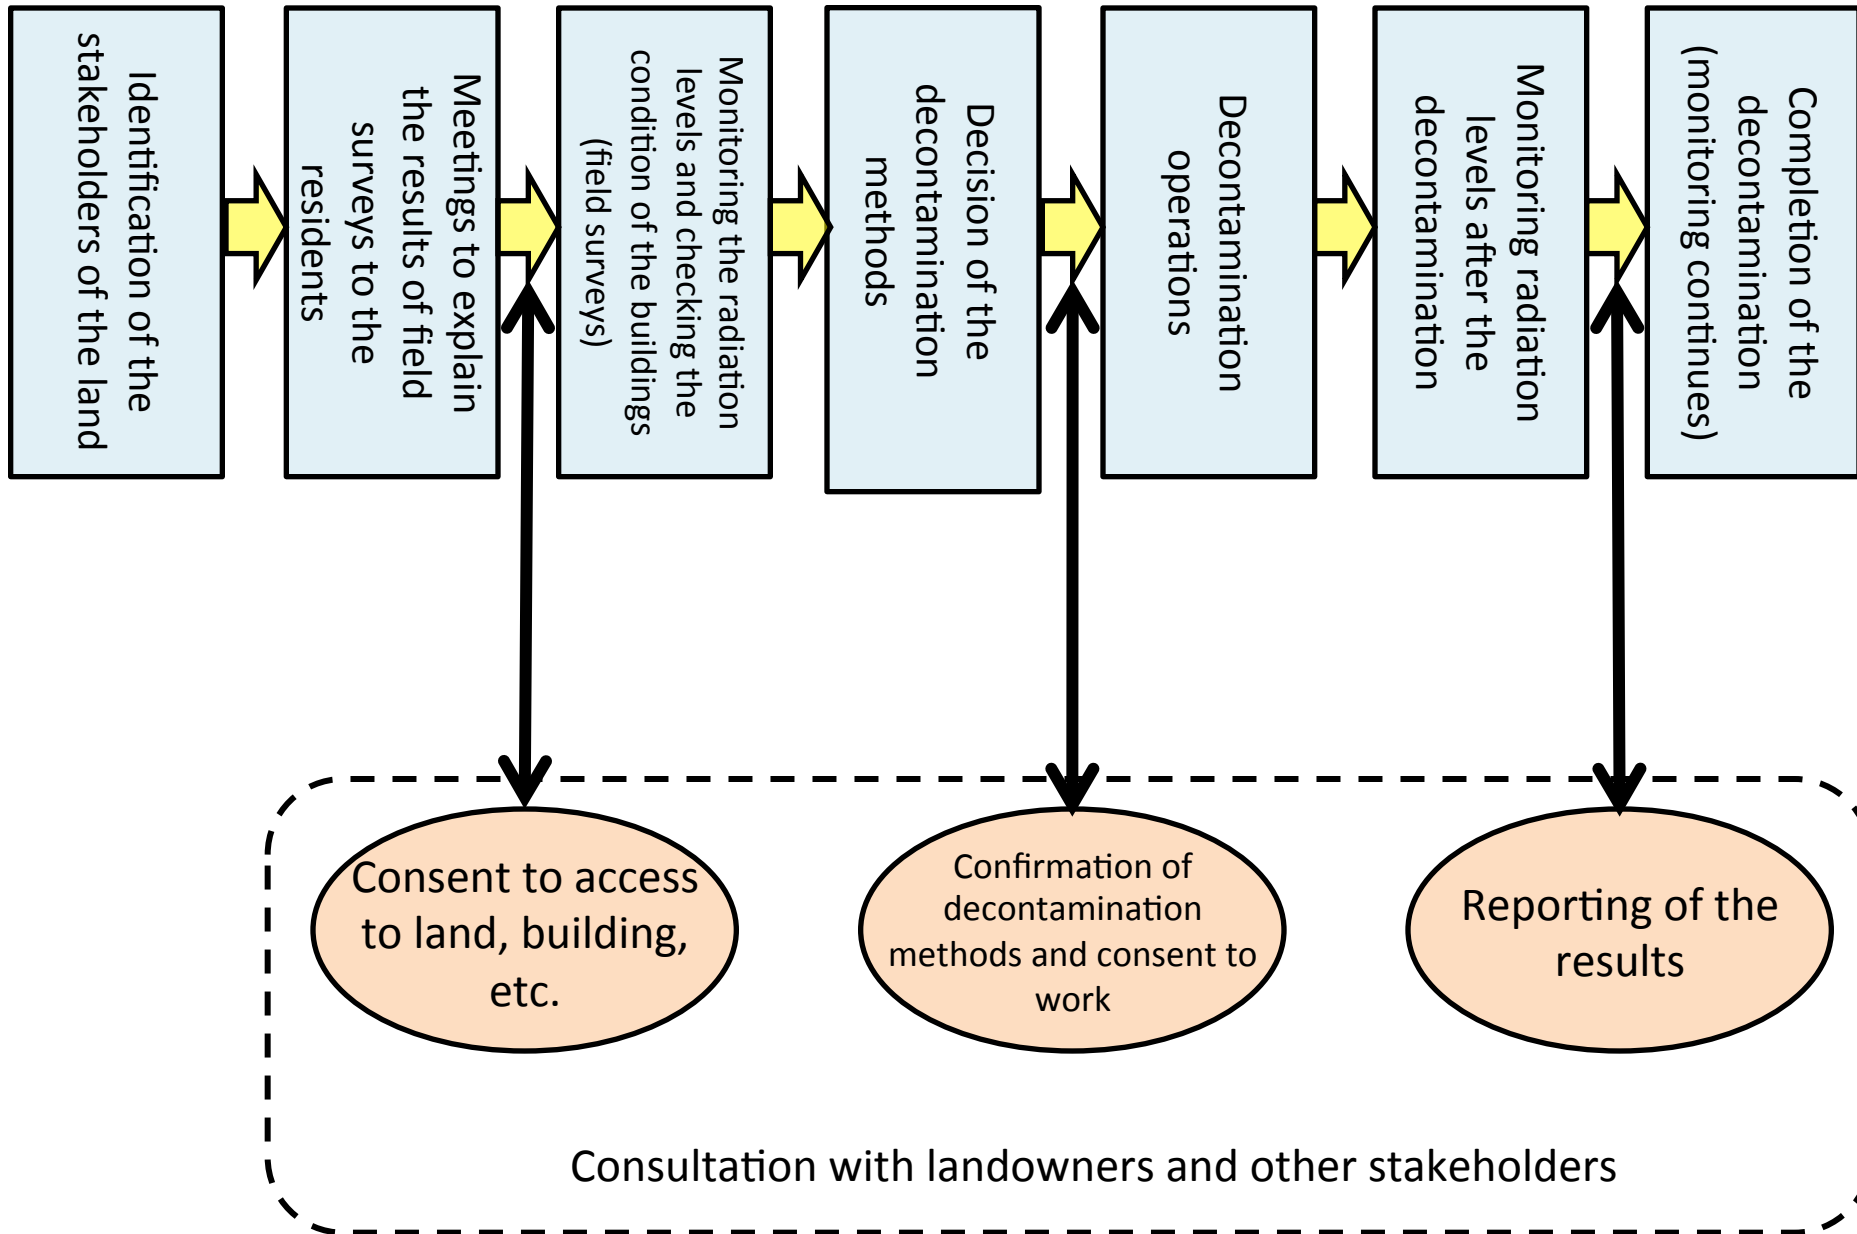 Identification of the
stakeholders of the land
Meetings to explain
the results of field
surveys to the
residents
Monitoring the radiation
levels and checking the
condition of the buildings
(field surveys)
Decision of the
decontamination
methods
Decontamination
operations
Monitoring radiation
levels after the
decontamination
Completion of the
decontamination
(monitoring continues)
Consent to access
to land, building,
etc.
Confirmation of
decontamination
methods and consent to
work
Reporting of the
results
Consultation with landowners and other stakeholders